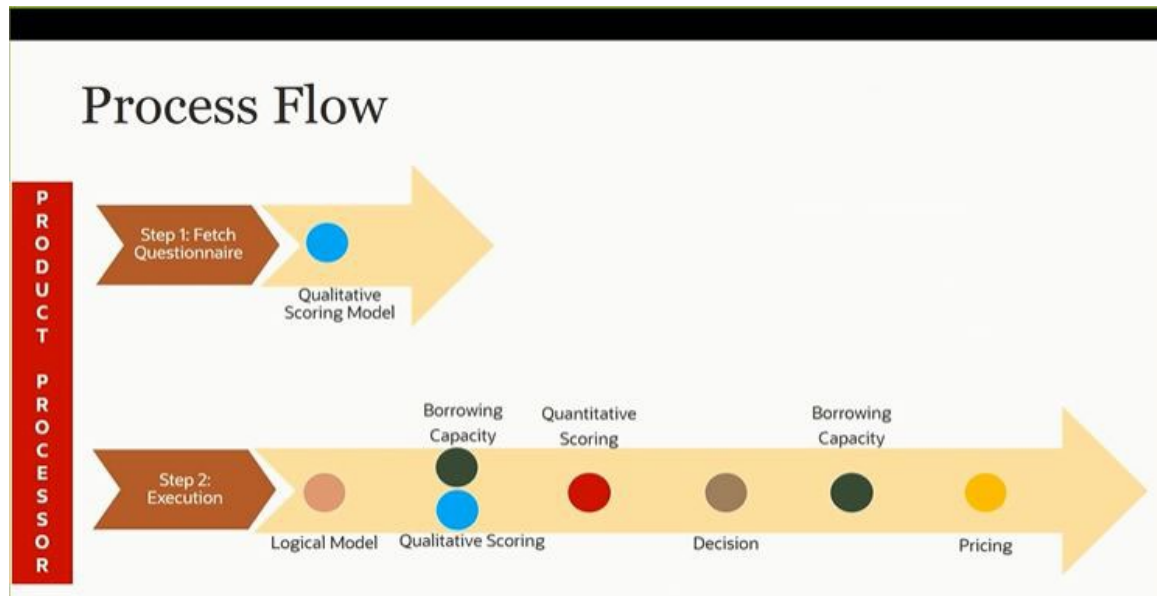 Process Flow
PRODUCT PROCESSOR
Step 1: Fetch
Questionnaire
Qualitative
Scoring Model
Step 2:
Execution
Logical Model
Borrowing
Capacity
Qualitative Scoring
Quantitative
Scoring
Decision
Borrowing
Capacity
Pricing